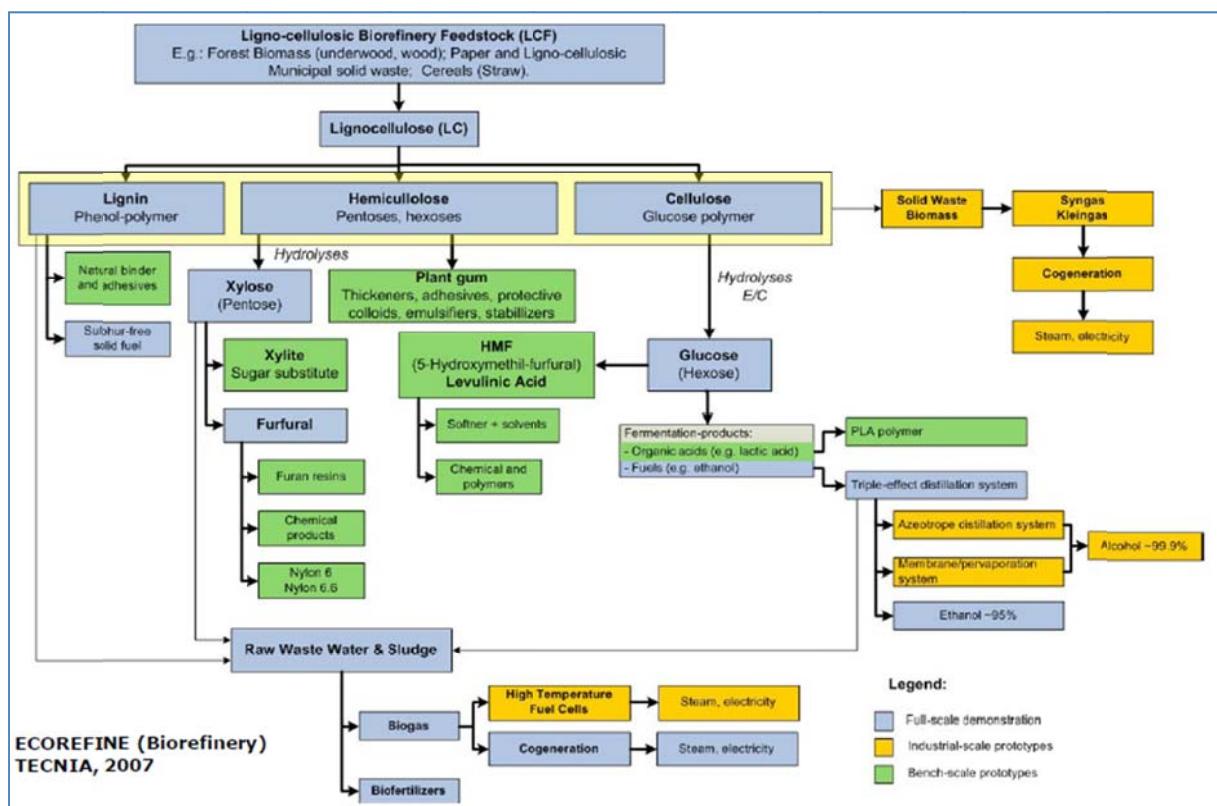 Ligno-cellulosic Biorefinery Feedstock (LCF)
E.g.: Forest Biomass (underwood, wood); Paper and Ligno-cellulosic
Municipal solid waste; Cereals (Straw).
Lignocellulose (LC)
Lignin
Phenol-polymer
Hemicullolose
Pentoses, hexoses
Cellulose
Glucose polymer
Solid Waste
Biomass
Syngas
Kleingas
Hydrolyses
Natural binder
and adhesives
Xylose
(Pentose)
Plant gum
Thickeners, adhesives, protective
colloids, emulsifiers, stabillizers
Hydrolyses
E/C
Cogeneration
Sulbhur-free
solid fuel
Steam, electricity
Xylite
Sugar substitute
HMF
(5-Hydroxymethil-furfural)
Levulinic Acid
Glucose
(Hexose)
Furfural
Softner + solvents
Fermentation-products:
- Organic acids (e.g. lactic acid)
- Fuels (e.g. ethanol)
PLA polymer
Furan resins
Chemical and
polymers
Triple-effect distillation system
Chemical
products
Azeotrope distillation system
Alcohol ~99.9%
Membrane/pervaporation
system
Nylon 6
Nylon 6.6
Ethanol ~95%
Raw Waste Water & Sludge
Legend:
High Temperature
Fuel Cells
Steam, electricity
Full-scale demonstration
Biogas
Industrial-scale prototypes
Cogeneration
Steam, electricity
Bench-scale prototypes
ECOREFINE (Biorefinery)
TECNIA, 2007
Biofertilizers